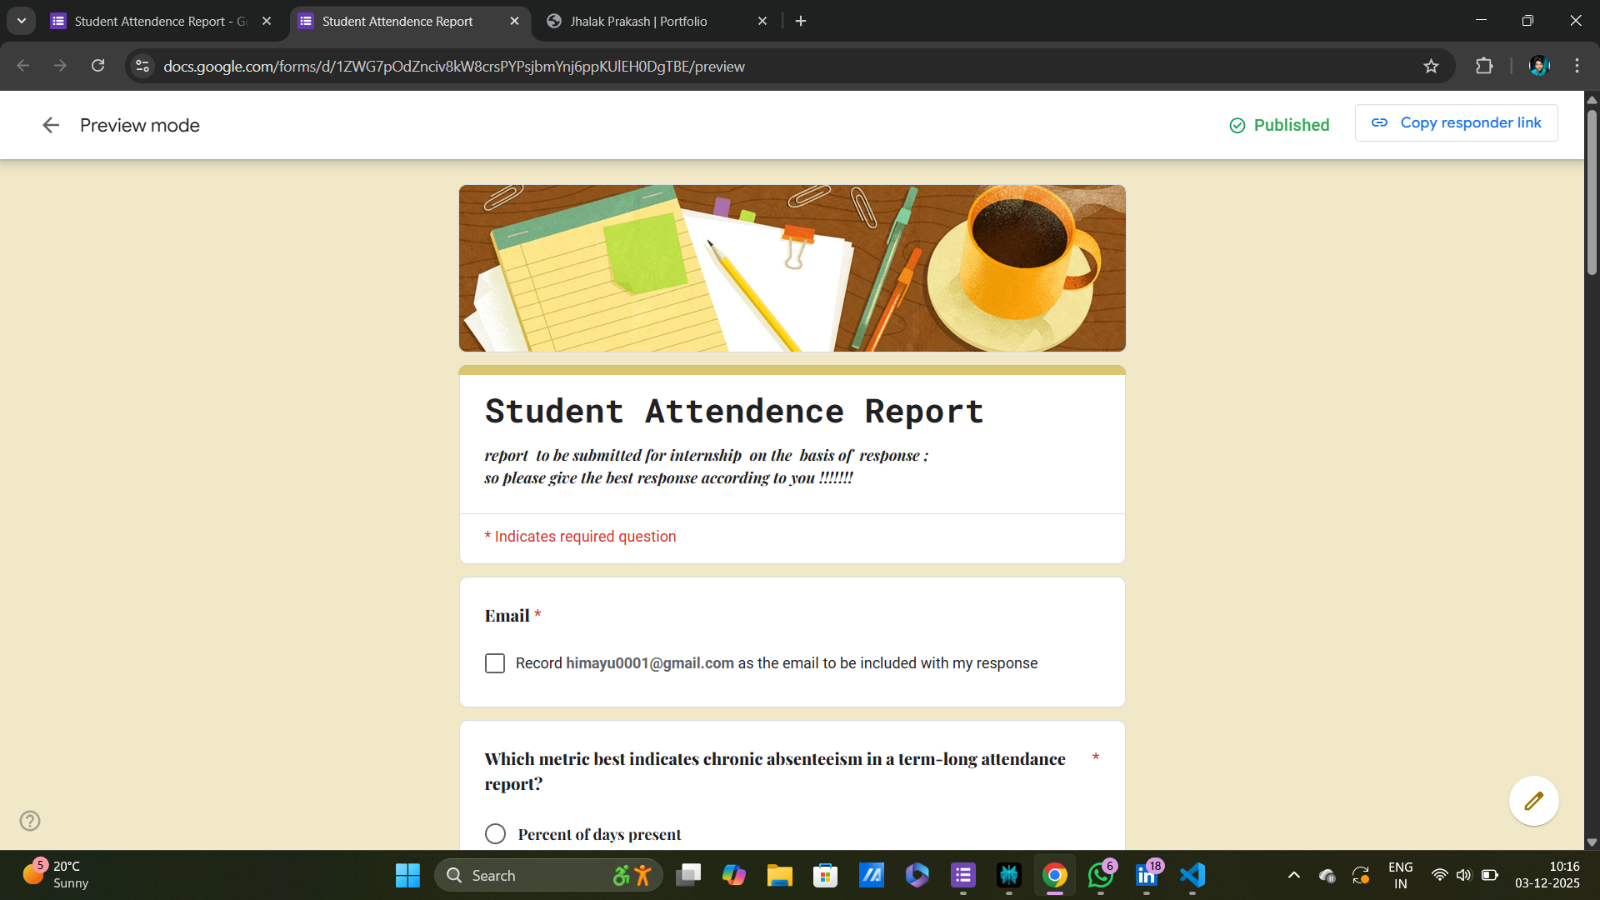 Student Attendence Report - Go
Student Attendence Report
Jhalak Prakash | Portfolio
docs.google.com/forms/d/1ZWG7pOdZnciv8kW8crsPYPsjbmYnj6ppKUlEH0DgTBE/preview
Preview mode
Published
Copy responder link
Student Attendence Report
report to be submitted for internship on the basis of response ;
so please give the best response according to you !!!!!!!
* Indicates required question
Email *
Record himayu0001@gmail.com as the email to be included with my response
Which metric best indicates chronic absenteeism in a term-long attendance *
report?
Percent of days present
5
20°C
Sunny
Search
6
18
ENG
IN
10:16
03-12-2025